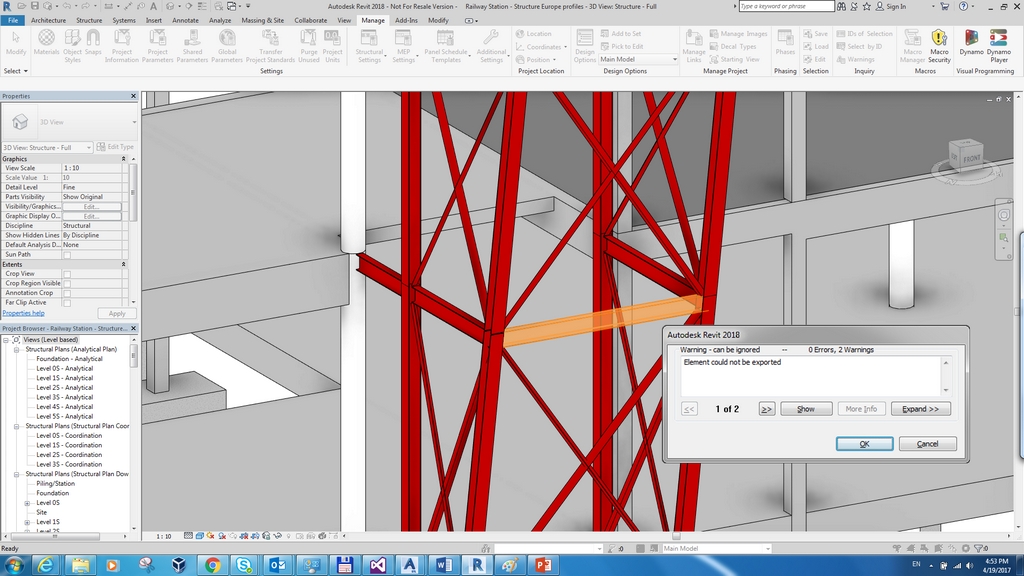 Autodesk Revit 2018 - Not For Resale Version - Railway Station - Structure Europe profiles - 3D View: Structure - Full
Type a keyword or phrase
Sign In
File Architecture Structure Systems Insert Annotate Analyze Massing & Site Collaborate View Manage Add-Ins Modify
Modify
Materials
Object Styles
Snaps
Project Information
Project Parameters
Shared Parameters
Global Parameters
Transfer Project Standards
Purge Unused
Project Units
Structural Settings
MEP Settings
Panel Schedule Templates
Additional Settings
Location
Coordinates
Position
Design Options
Add to Set
Pick to Edit
Main Model
Manage Links
Manage Images
Decal Types
Starting View
Phases
Save
Load
Edit
IDs of Selection
Select by ID
Warnings
Macro Manager
Macro Security
Dynamo
Dynamo Player
Select
Settings
Project Location
Design Options
Manage Project
Phasing
Selection
Inquiry
Macros
Visual Programming
Properties
3D View
3D View: Structure - Full
Edit Type
Graphics
View Scale 1 : 10
Scale Value 1: 10
Detail Level Fine
Parts Visibility Show Original
Visibility/Graphics... Edit...
Graphic Display O... Edit...
Discipline Structural
Show Hidden Lines By Discipline
Default Analysis D... None
Sun Path
Extents
Crop View
Crop Region Visible
Annotation Crop
Far Clip Active
Properties help
Apply
Project Browser - Railway Station - Structure...
Views (Level based)
Structural Plans (Analytical Plan)
Foundation - Analytical
Level 0S - Analytical
Level 1S - Analytical
Level 2S - Analytical
Level 3S - Analytical
Level 4S - Analytical
Level 5S - Analytical
Structural Plans (Structural Plan Coor
Level 0S - Coordination
Level 1S - Coordination
Level 2S - Coordination
Level 3S - Coordination
Structural Plans (Structural Plan Dow
Piling/Station
Foundation
Level 0S
Site
Level 1S
Level 2S
FRONT
Autodesk Revit 2018
Warning - can be ignored -- 0 Errors, 2 Warnings
Element could not be exported
<< 1 of 2 >> Show More Info Expand >>
OK Cancel
1 : 10
Ready
:0
Main Model
:0
EN
4:53 PM
4/19/2017